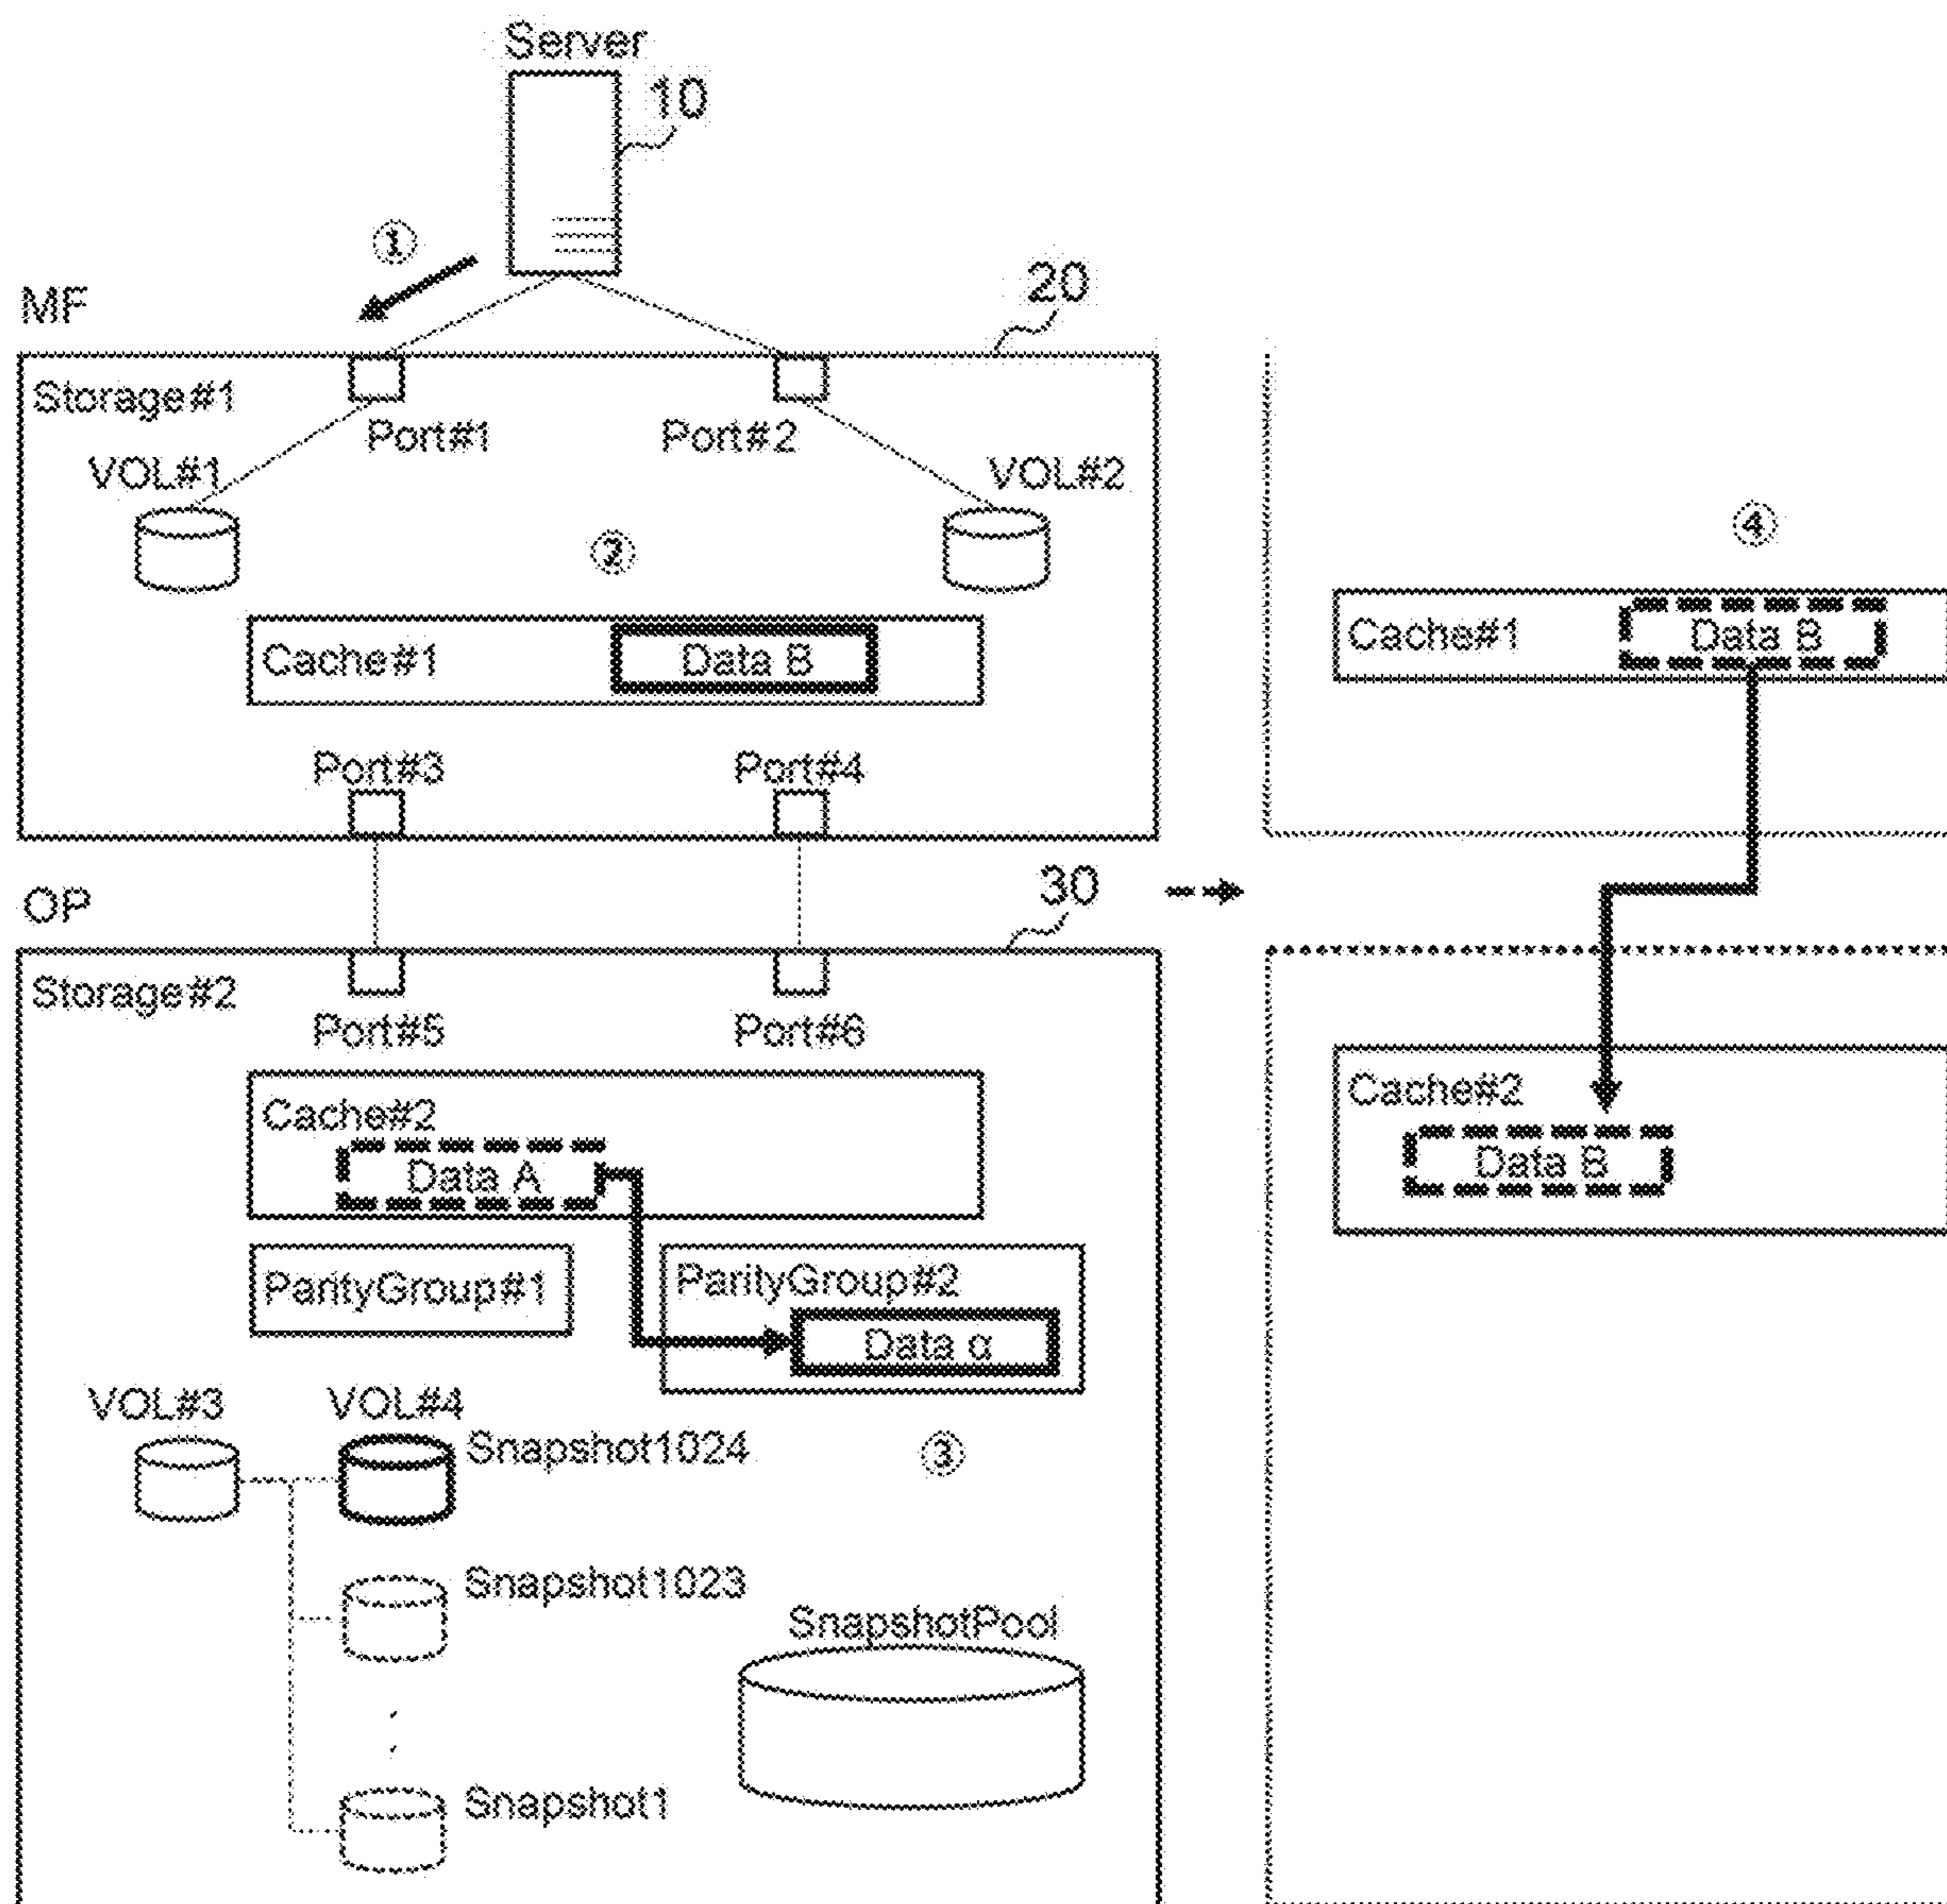 Server
10
①
MF
20
Storage#1
Port#1
Port#2
VOL#1
VOL#2
②
Cache#1
Data B
Port#3
Port#4
OP
30
Storage#2
Port#5
Port#6
Cache#2
Data A
ParityGroup#1
ParityGroup#2
Data α
VOL#3
VOL#4
Snapshot1024
③
Snapshot1023
SnapshotPool
Snapshot1
④
Cache#1
Data B
Cache#2
Data B